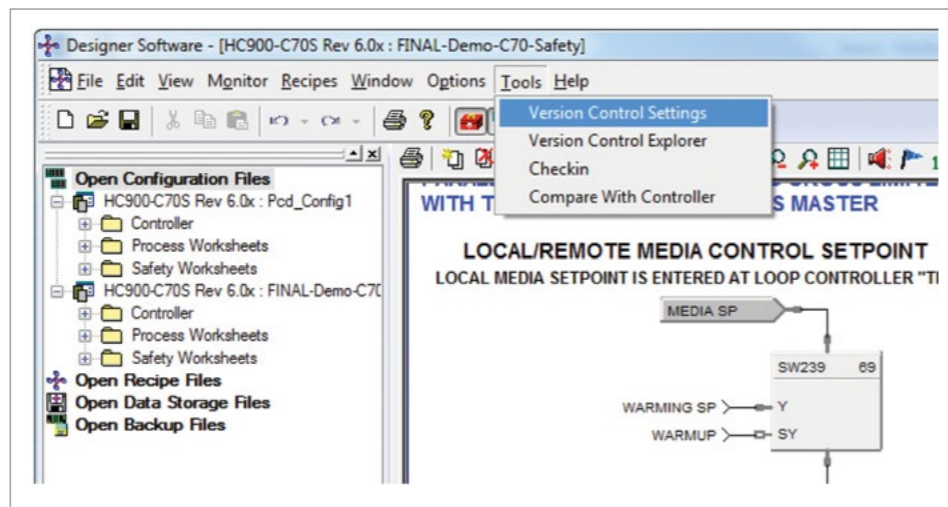 Designer Software - [HC900-C70S Rev 6.0x : FINAL-Demo-C70-Safety]
File Edit View Monitor Recipes Window Options Tools Help
Version Control Settings
Version Control Explorer
Checkin
Compare With Controller
Open Configuration Files
HC900-C70S Rev 6.0x : Pcd_Config1
Controller
Process Worksheets
Safety Worksheets
HC900-C70S Rev 6.0x : FINAL-Demo-C70
Controller
Process Worksheets
Safety Worksheets
Open Recipe Files
Open Data Storage Files
Open Backup Files
WITH T S MASTER
LOCAL/REMOTE MEDIA CONTROL SETPOINT
LOCAL MEDIA SETPOINT IS ENTERED AT LOOP CONTROLLER "TI
MEDIA SP
SW239 69
WARMING SP Y
WARMUP SY